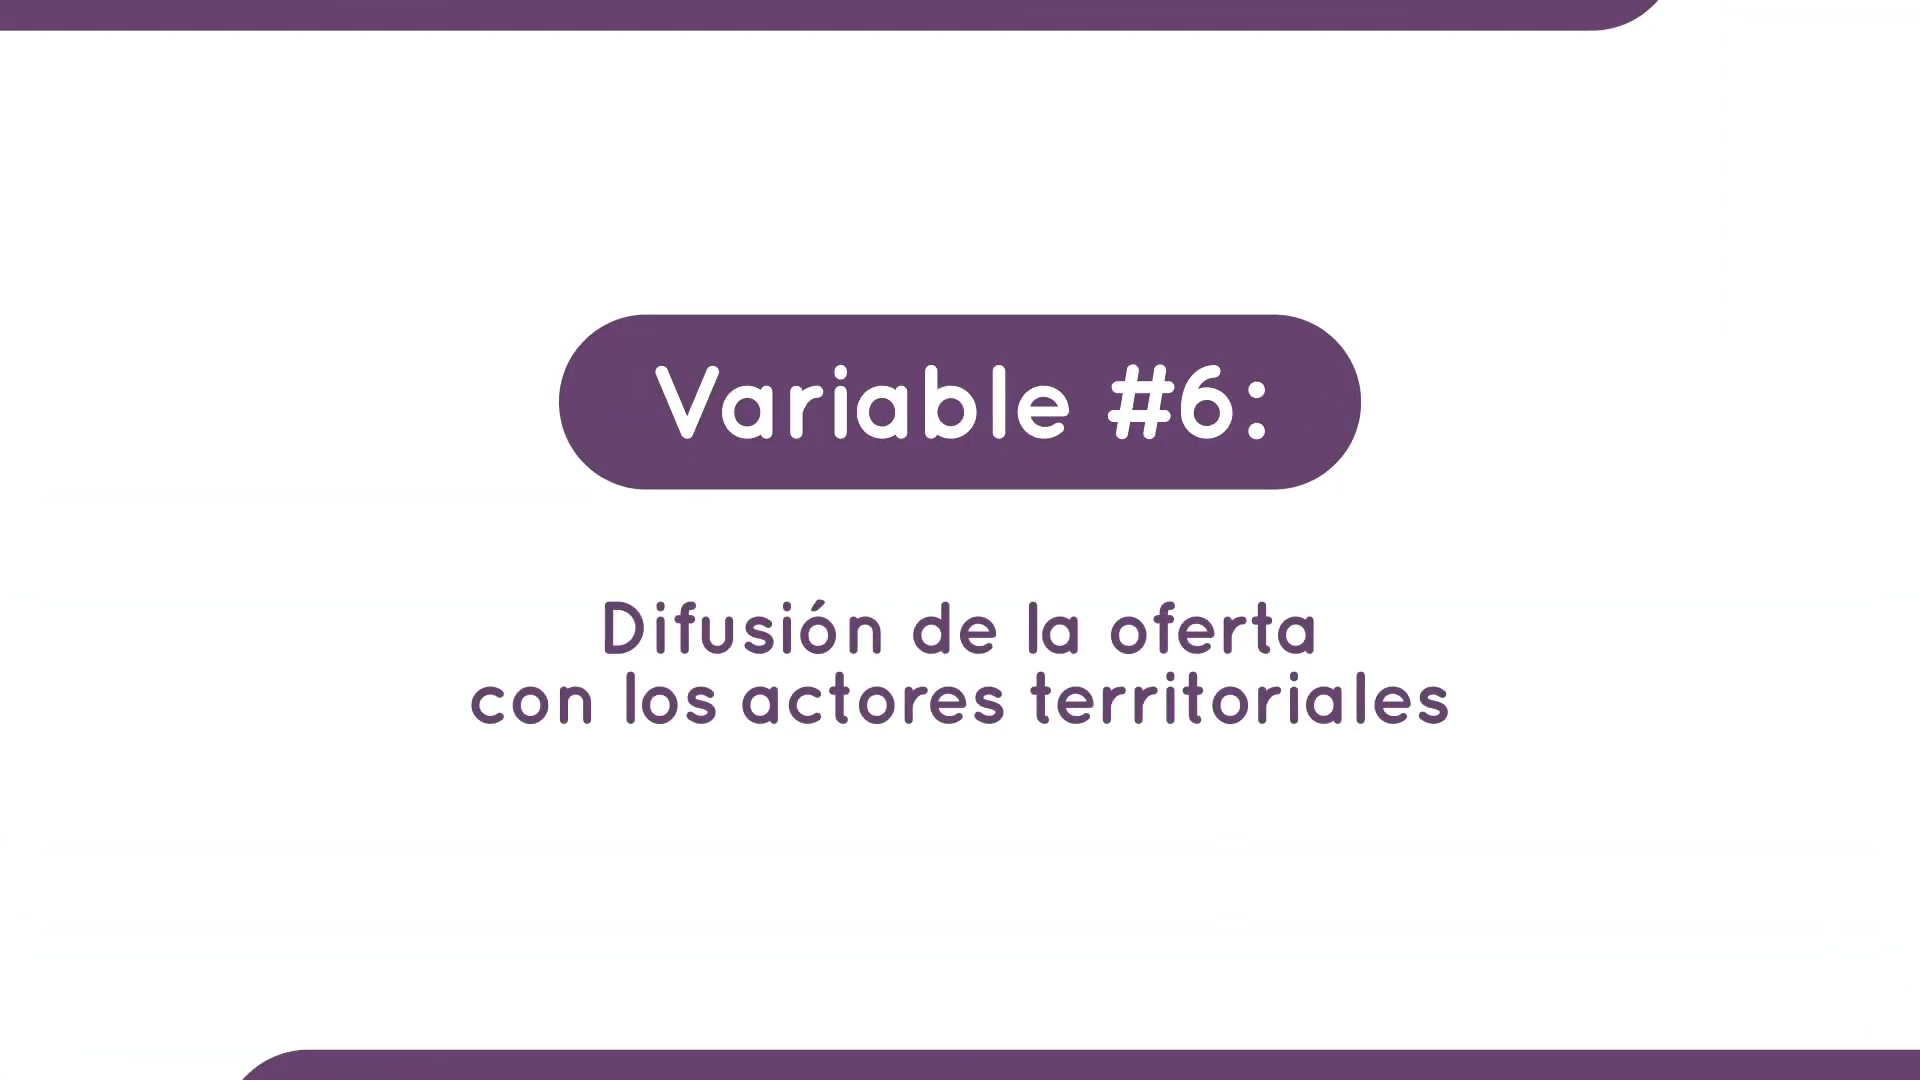 Variable #6:
Difusión de la oferta
con los actores territoriales